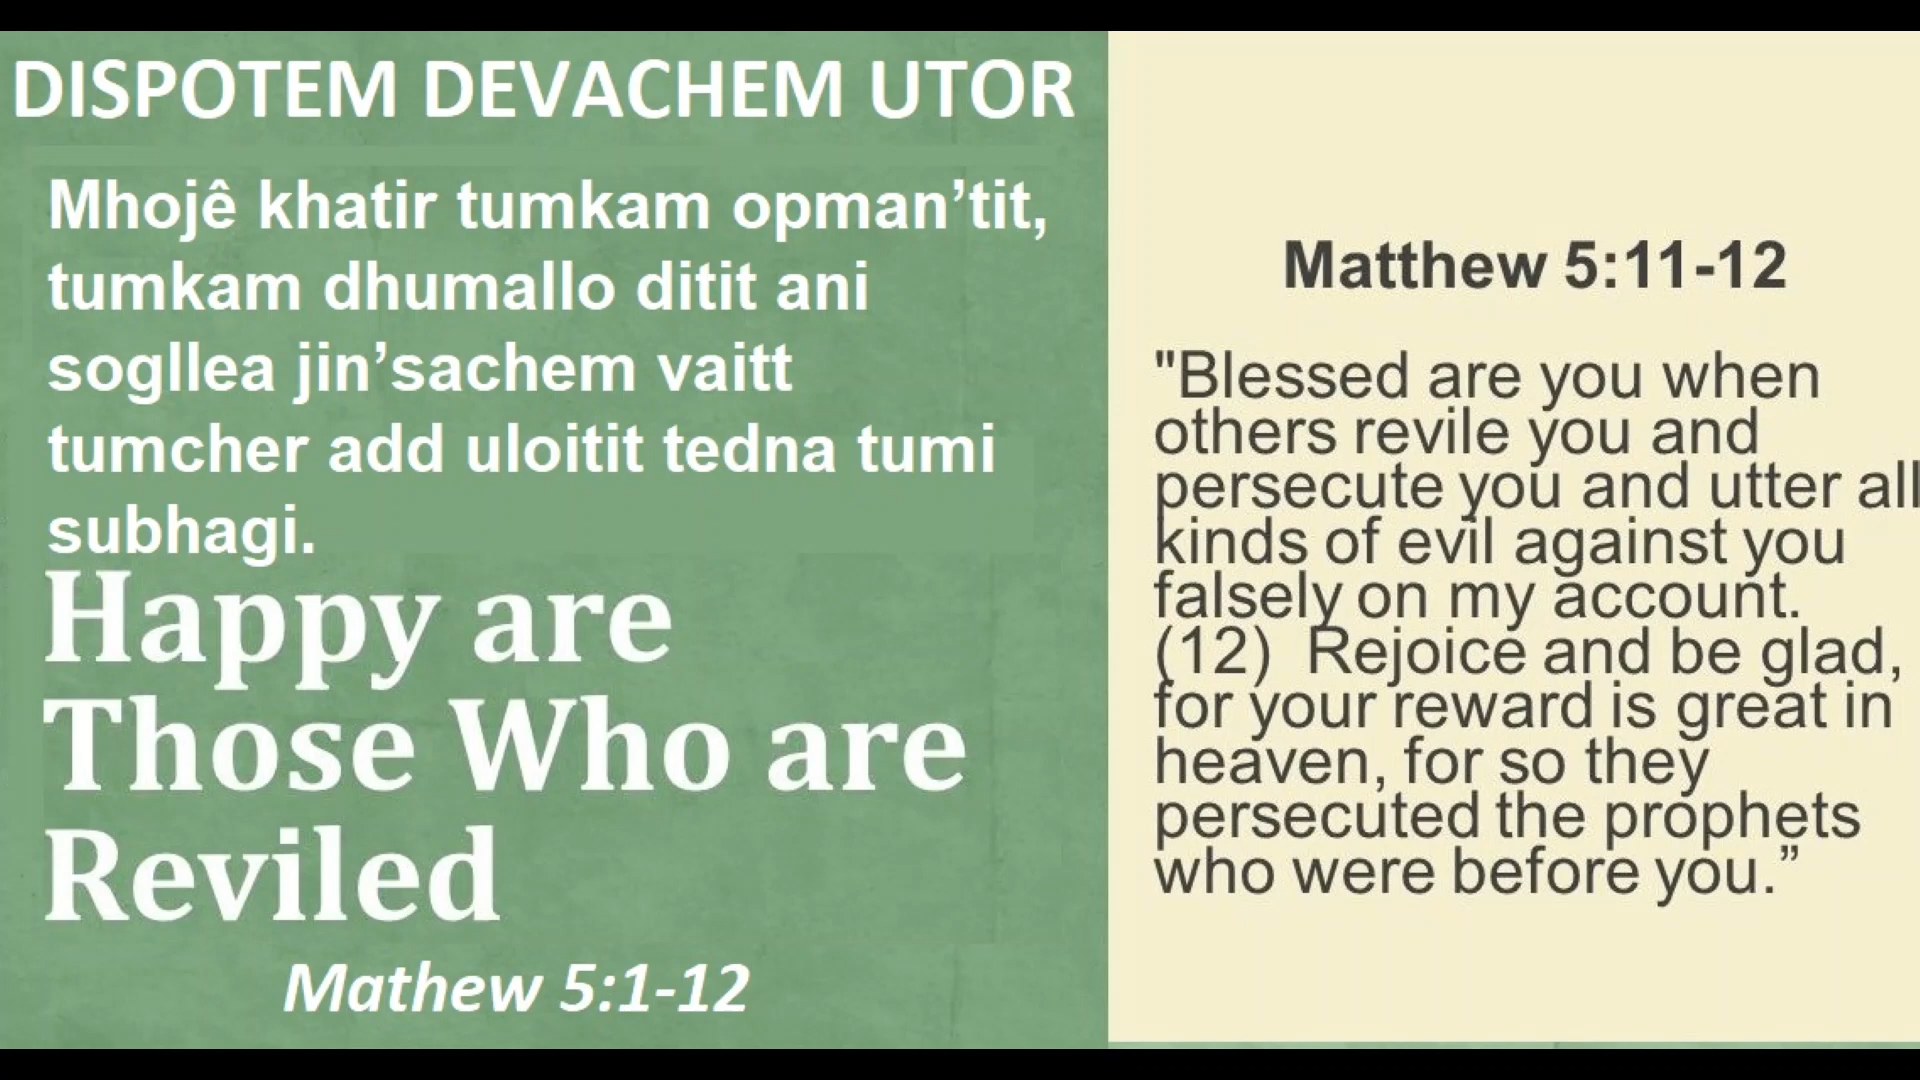 DISPOTEM DEVACHEM UTOR
Mhojê khatir tumkam opman’tit,
tumkam dhumallo ditit ani
sogllea jin’sachem vaitt
tumcher add uloitit tedna tumi
subhagi.
Happy are
Those Who are
Reviled
Mathew 5:1-12
Matthew 5:11-12
"Blessed are you when
others revile you and
persecute you and utter all
kinds of evil against you
falsely on my account.
(12) Rejoice and be glad,
for your reward is great in
heaven, for so they
persecuted the prophets
who were before you.”